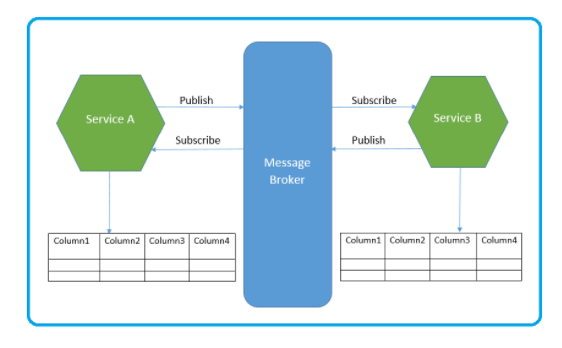 Publish
Subscribe
Service A
Service B
Subscribe
Publish
Message
Broker
Column1 Column2 Column3 Column4
Column1 Column2 Column3 Column4